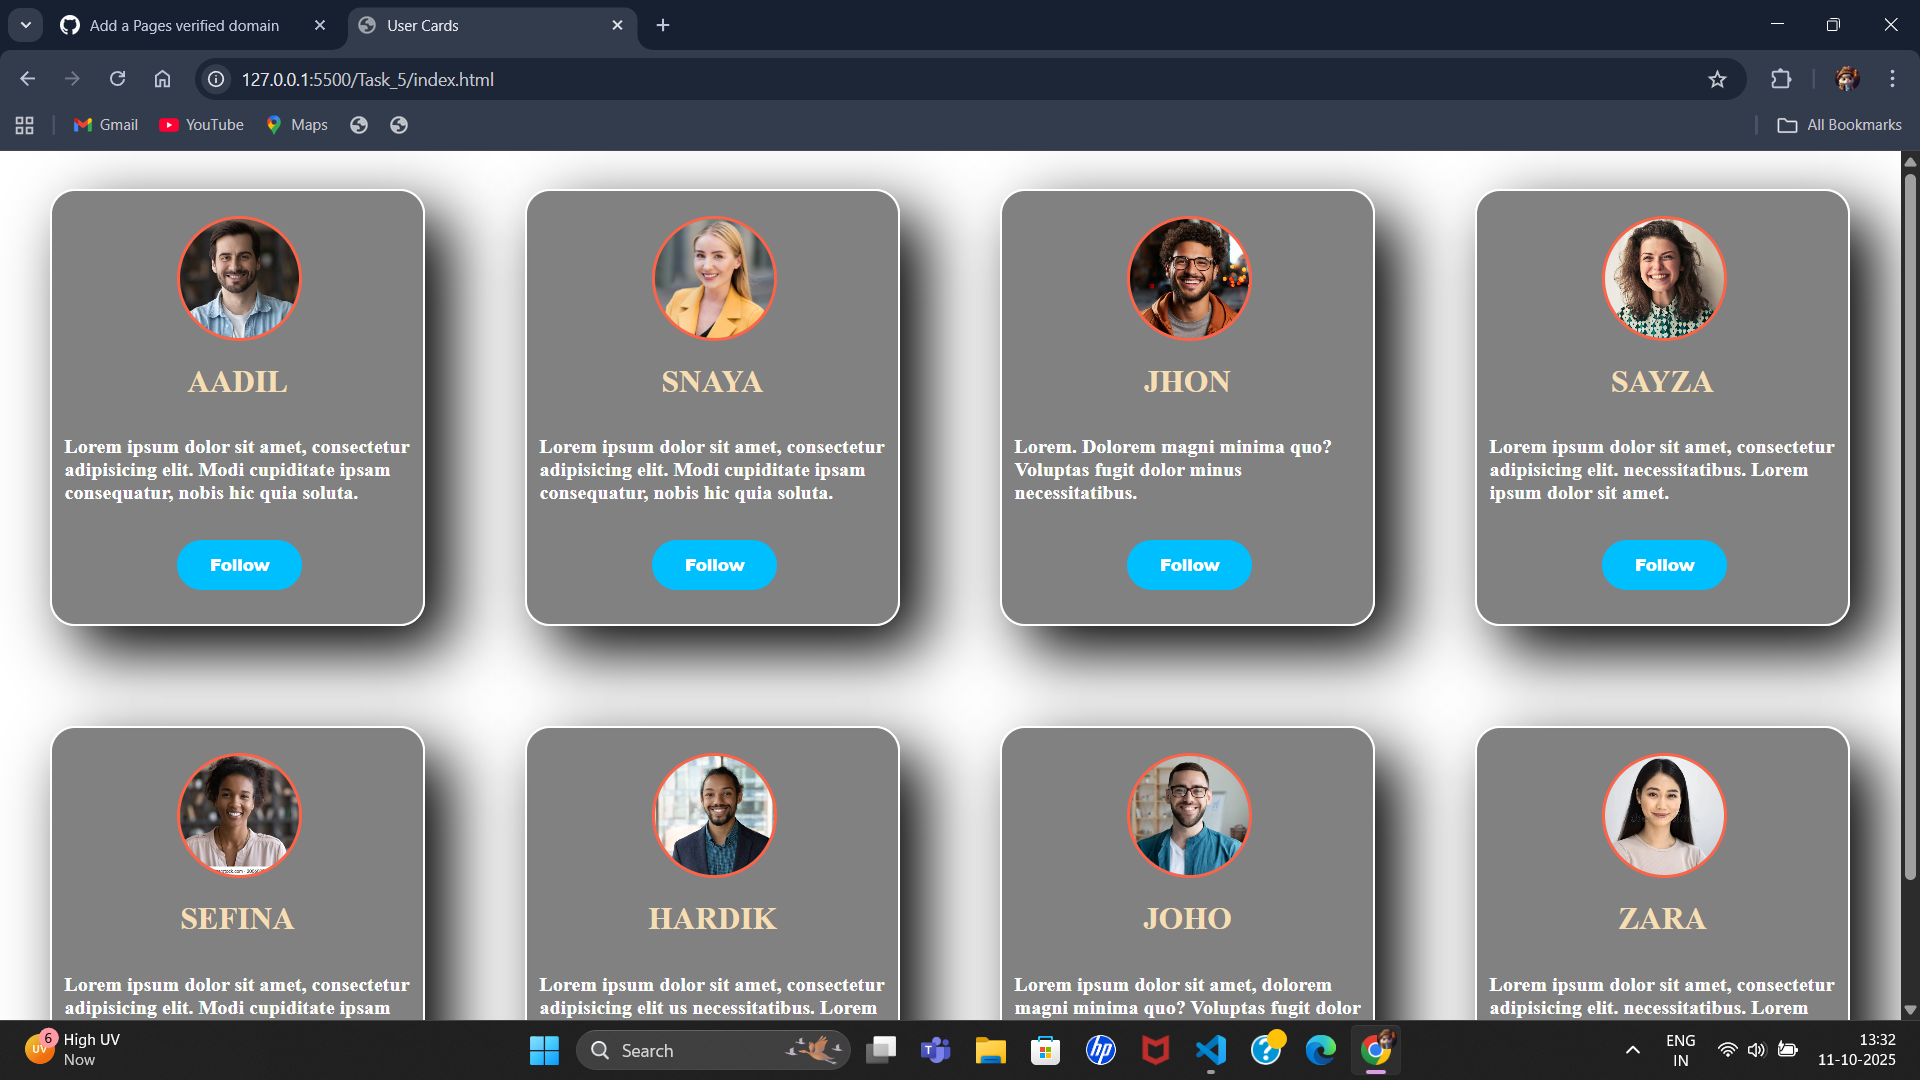 Add a Pages verified domain
User Cards
127.0.0.1:5500/Task_5/index.html
Gmail
YouTube
Maps
All Bookmarks
AADIL
SNAYA
JHON
SAYZA
Lorem ipsum dolor sit amet, consectetur
adipisicing elit. Modi cupiditate ipsam
consequatur, nobis hic quia soluta.
Lorem ipsum dolor sit amet, consectetur
adipisicing elit. Modi cupiditate ipsam
consequatur, nobis hic quia soluta.
Lorem. Dolorem magni minima quo?
Voluptas fugit dolor minus
necessitatibus.
Lorem ipsum dolor sit amet, consectetur
adipisicing elit. necessitatibus. Lorem
ipsum dolor sit amet.
Follow
Follow
Follow
Follow
SEFINA
HARDIK
JOHO
ZARA
Lorem ipsum dolor sit amet, consectetur
adipisicing elit. Modi cupiditate ipsam
Lorem ipsum dolor sit amet, consectetur
adipisicing elit us necessitatibus. Lorem
Lorem ipsum dolor sit amet, dolorem
magni minima quo? Voluptas fugit dolor
Lorem ipsum dolor sit amet, consectetur
adipisicing elit. necessitatibus. Lorem
UV
6
High UV
Now
Search
T
hp
?
ENG
IN
13:32
11-10-2025